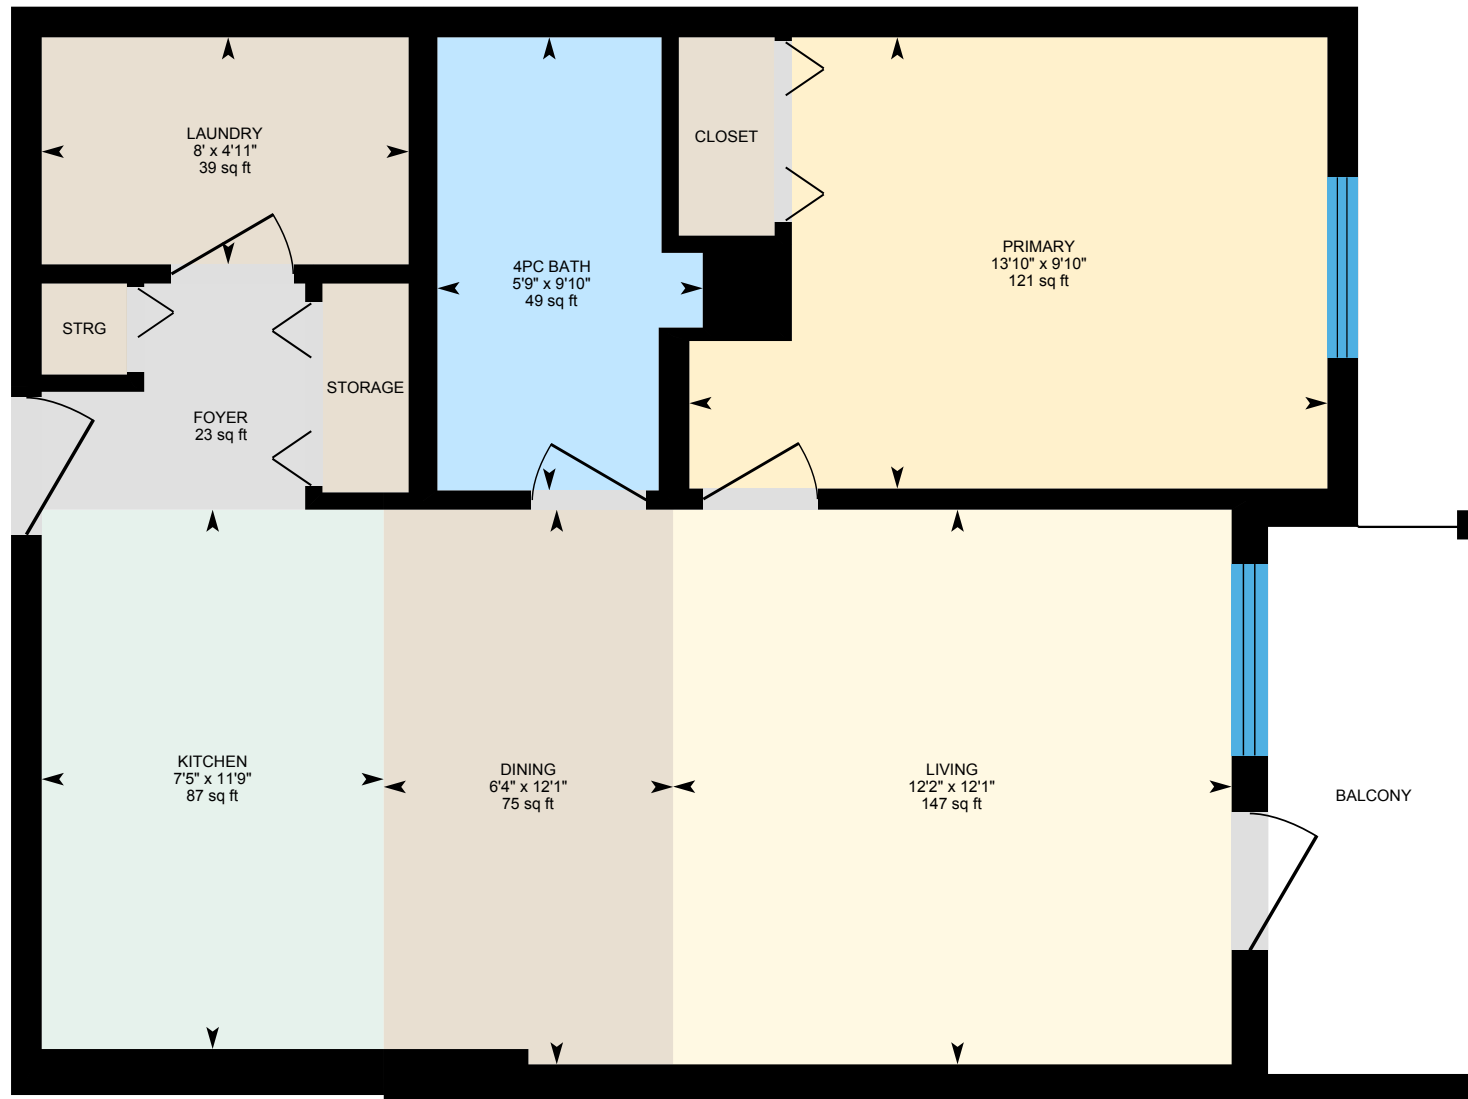 LAUNDRY
8' x 4'11"
39 sq ft
CLOSET
PRIMARY
13'10" x 9'10"
121 sq ft
4PC BATH
5'9" x 9'10"
49 sq ft
STRG
STORAGE
FOYER
23 sq ft
KITCHEN
7'5" x 11'9"
87 sq ft
DINING
6'4" x 12'1"
75 sq ft
LIVING
12'2" x 12'1"
147 sq ft
BALCONY